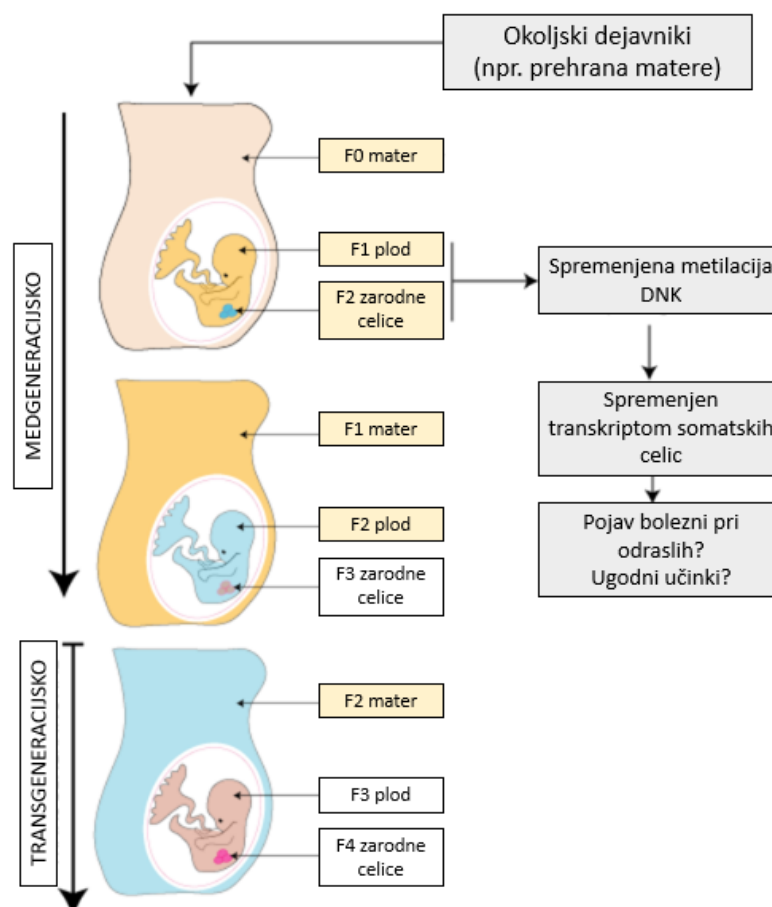 Okoljski dejavniki
(npr. prehrana matere)
MEDGENERACIJSKO
F0 mater
F1 plod
F2 zarodne
celice
Spremenjena metilacija
DNK
Spremenjen
transkriptom somatskih
celic
Pojav bolezni pri
odraslih?
Ugodni učinki?
F1 mater
F2 plod
F3 zarodne
celice
TRANSGENERACIJSKO
F2 mater
F3 plod
F4 zarodne
celice